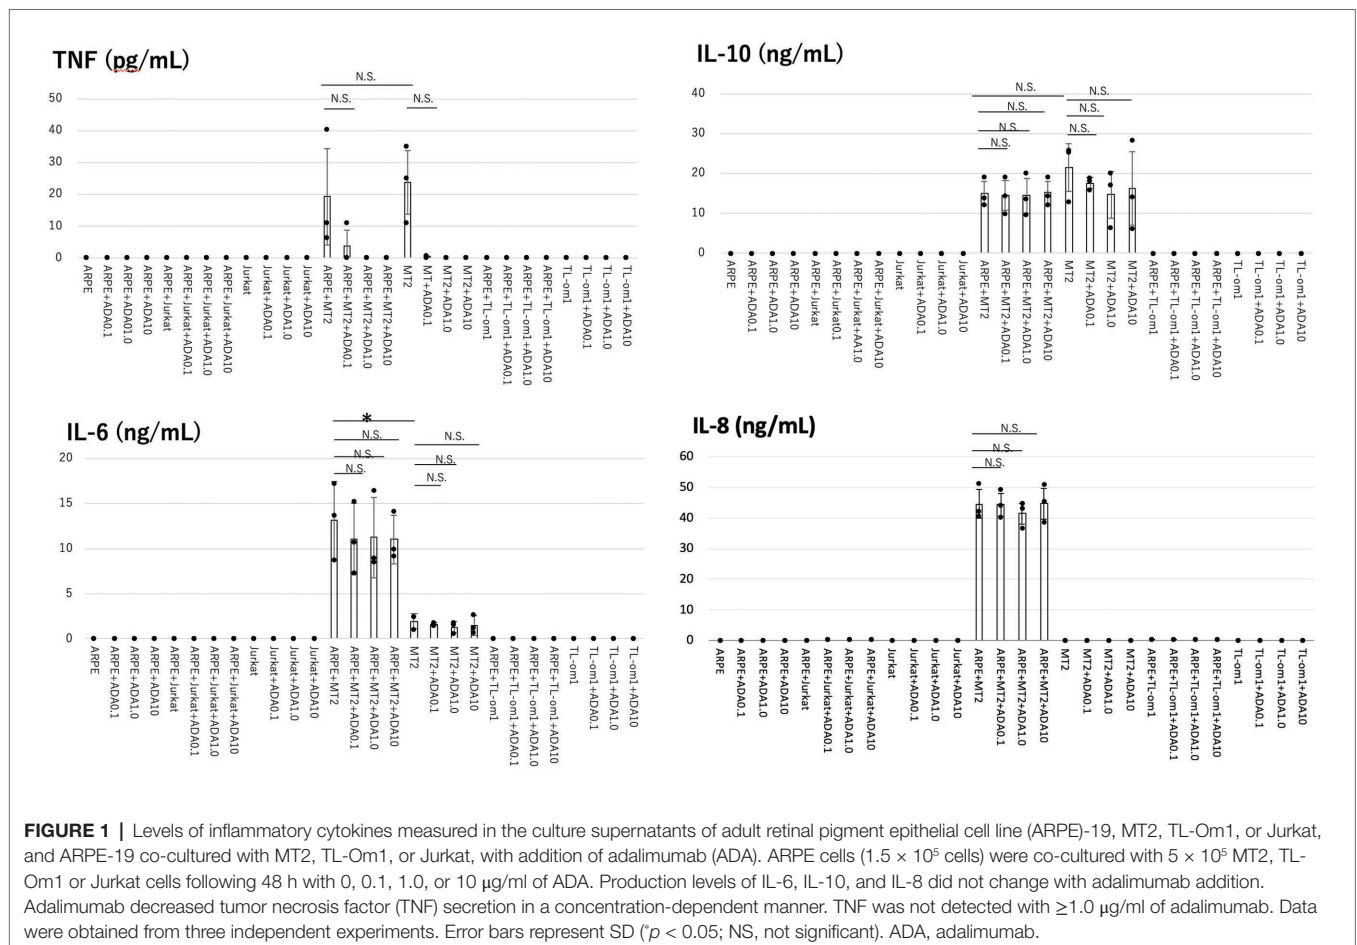 TNF (pg/mL)
N.S.
N.S.
N.S.
50
40
30
20
10
0
ARPE
ARPE+ADA0.1
ARPE+ADA01.0
ARPE+ADA10
ARPE+Jurkat
ARPE+Jurkat+ADA0.1
ARPE+Jurkat+ADA1.0
ARPE+Jurkat+ADA10
Jurkat
Jurkat+ADA0.1
Jurkat+ADA1.0
Jurkat+ADA10
ARPE+MT2
ARPE+MT2+ADA0.1
ARPE+MT2+ADA1.0
ARPE+MT2+ADA10
MT2
MT+ADA0.1
MT2+ADA1.0
MT2+ADA10
ARPE+TL-om1
ARPE+TL-om1+ADA0.1
ARPE+TL-om1+ADA1.0
ARPE+TL-om1+ADA10
TL-om1
TL-om1+ADA0.1
TL-om1+ADA1.0
TL-om1+ADA10
IL-10 (ng/mL)
N.S.
N.S.
N.S.
N.S.
N.S.
N.S.
N.S.
40
30
20
10
0
ARPE
ARPE+ADA0.1
ARPE+ADA1.0
ARPE+ADA10
ARPE+Jurkat
ARPE+Jurkat0.1
ARPE+Jurkat+AA1.0
ARPE+Jurkat+ADA10
Jurkat
Jurkat+ADA0.1
Jurkat+ADA1.0
Jurkat+ADA10
ARPE+MT2
ARPE+MT2+ADA0.1
ARPE+MT2+ADA1.0
ARPE+MT2+ADA10
MT2
MT2+ADA0.1
MT2+ADA1.0
MT2+ADA10
ARPE+TL-om1
ARPE+TL-om1+ADA0.1
ARPE+TL-om1+ADA1.0
ARPE+TL-om1+ADA10
TL-om1
TL-om1+ADA0.1
TL-om1+ADA1.0
TL-om1+ADA10
IL-6 (ng/mL)
*
N.S.
N.S.
N.S.
N.S.
N.S.
N.S.
20
15
10
5
0
ARPE
ARPE+ADA0.1
ARPE+ADA1.0
ARPE+ADA10
ARPE+Jurkat
ARPE+Jurkat+ADA0.1
ARPE+Jurkat+ADA1.0
ARPE+Jurkat+ADA10
Jurkat
Jurkat+ADA0.1
Jurkat+ADA1.0
Jurkat+ADA10
ARPE+MT2
ARPE+MT2+ADA0.1
ARPE+MT2+ADA1.0
ARPE+MT2+ADA10
MT2
MT2+ADA0.1
MT2+ADA1.0
MT2+ADA10
ARPE+TL-om1
ARPE+TL-om1+ADA0.1
ARPE+TL-om1+ADA1.0
ARPE+TL-om1+ADA10
TL-om1
TL-om1+ADA0.1
TL-om1+ADA1.0
TL-om1+ADA10
IL-8 (ng/mL)
N.S.
N.S.
N.S.
60
50
40
30
20
10
0
ARPE
ARPE+ADA0.1
ARPE+ADA1.0
ARPE+ADA10
ARPE+Jurkat
ARPE+Jurkat+ADA0.1
ARPE+Jurkat+ADA1.0
ARPE+Jurkat+ADA10
Jurkat
Jurkat+ADA0.1
Jurkat+ADA1.0
Jurkat+ADA10
ARPE+MT2
ARPE+MT2+ADA0.1
ARPE+MT2+ADA1.0
ARPE+MT2+ADA10
MT2
MT2+ADA0.1
MT2+ADA1.0
MT2+ADA10
ARPE+TL-om1
ARPE+TL-om1+ADA0.1
ARPE+TL-om1+ADA1.0
ARPE+TL-om1+ADA10
TL-om1
TL-om1+ADA0.1
TL-om1+ADA1.0
TL-om1+ADA10
FIGURE 1 | Levels of inflammatory cytokines measured in the culture supernatants of adult retinal pigment epithelial cell line (ARPE)-19, MT2, TL-Om1, or Jurkat,
and ARPE-19 co-cultured with MT2, TL-Om1, or Jurkat, with addition of adalimumab (ADA). ARPE cells (1.5 × 10⁵ cells) were co-cultured with 5 × 10⁵ MT2, TL-
Om1 or Jurkat cells following 48 h with 0, 0.1, 1.0, or 10 μg/ml of ADA. Production levels of IL-6, IL-10, and IL-8 did not change with adalimumab addition.
Adalimumab decreased tumor necrosis factor (TNF) secretion in a concentration-dependent manner. TNF was not detected with ≥1.0 μg/ml of adalimumab. Data
were obtained from three independent experiments. Error bars represent SD (*p < 0.05; NS, not significant). ADA, adalimumab.